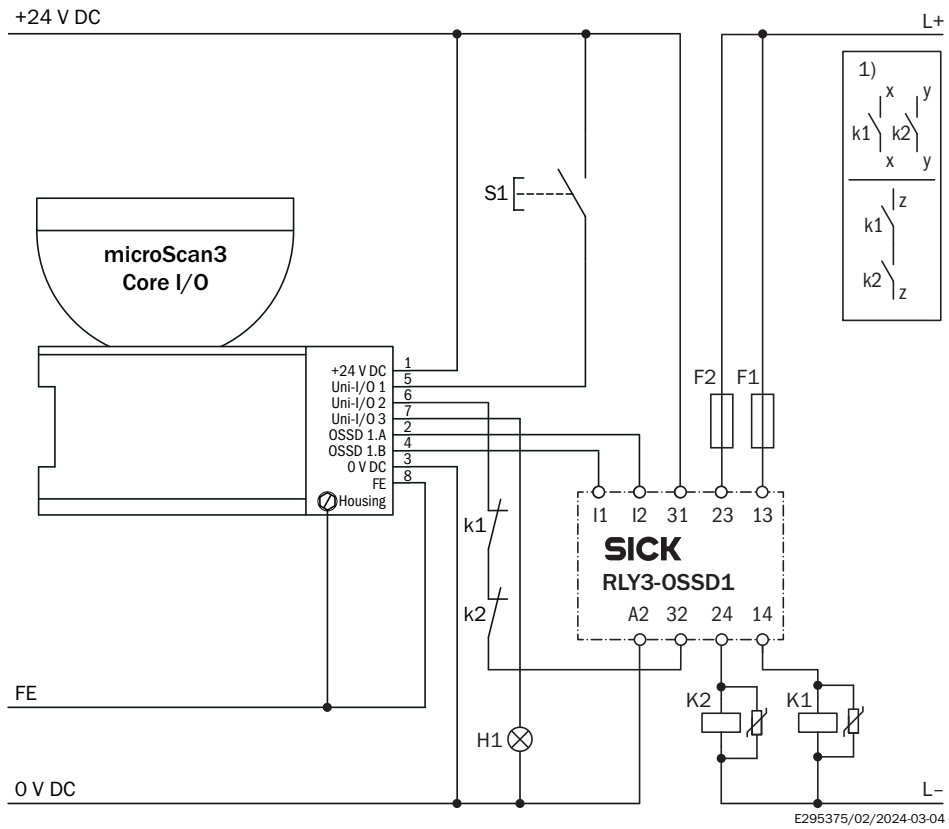 +24 V DC
L+
1)
x y
k1 k2
x y
z
k1
k2
z
S1
microScan3
Core I/O
+24 V DC 1
Uni-I/O 1 5
Uni-I/O 2 6
Uni-I/O 3 7
OSSD 1.A 2
OSSD 1.B 4
0 V DC 3
FE 8
Housing
F2 F1
k1
k2
I1 I2 31 23 13
SICK
RLY3-OSSD1
A2 32 24 14
FE
K2 K1
H1
0 V DC
L–
E295375/02/2024-03-04